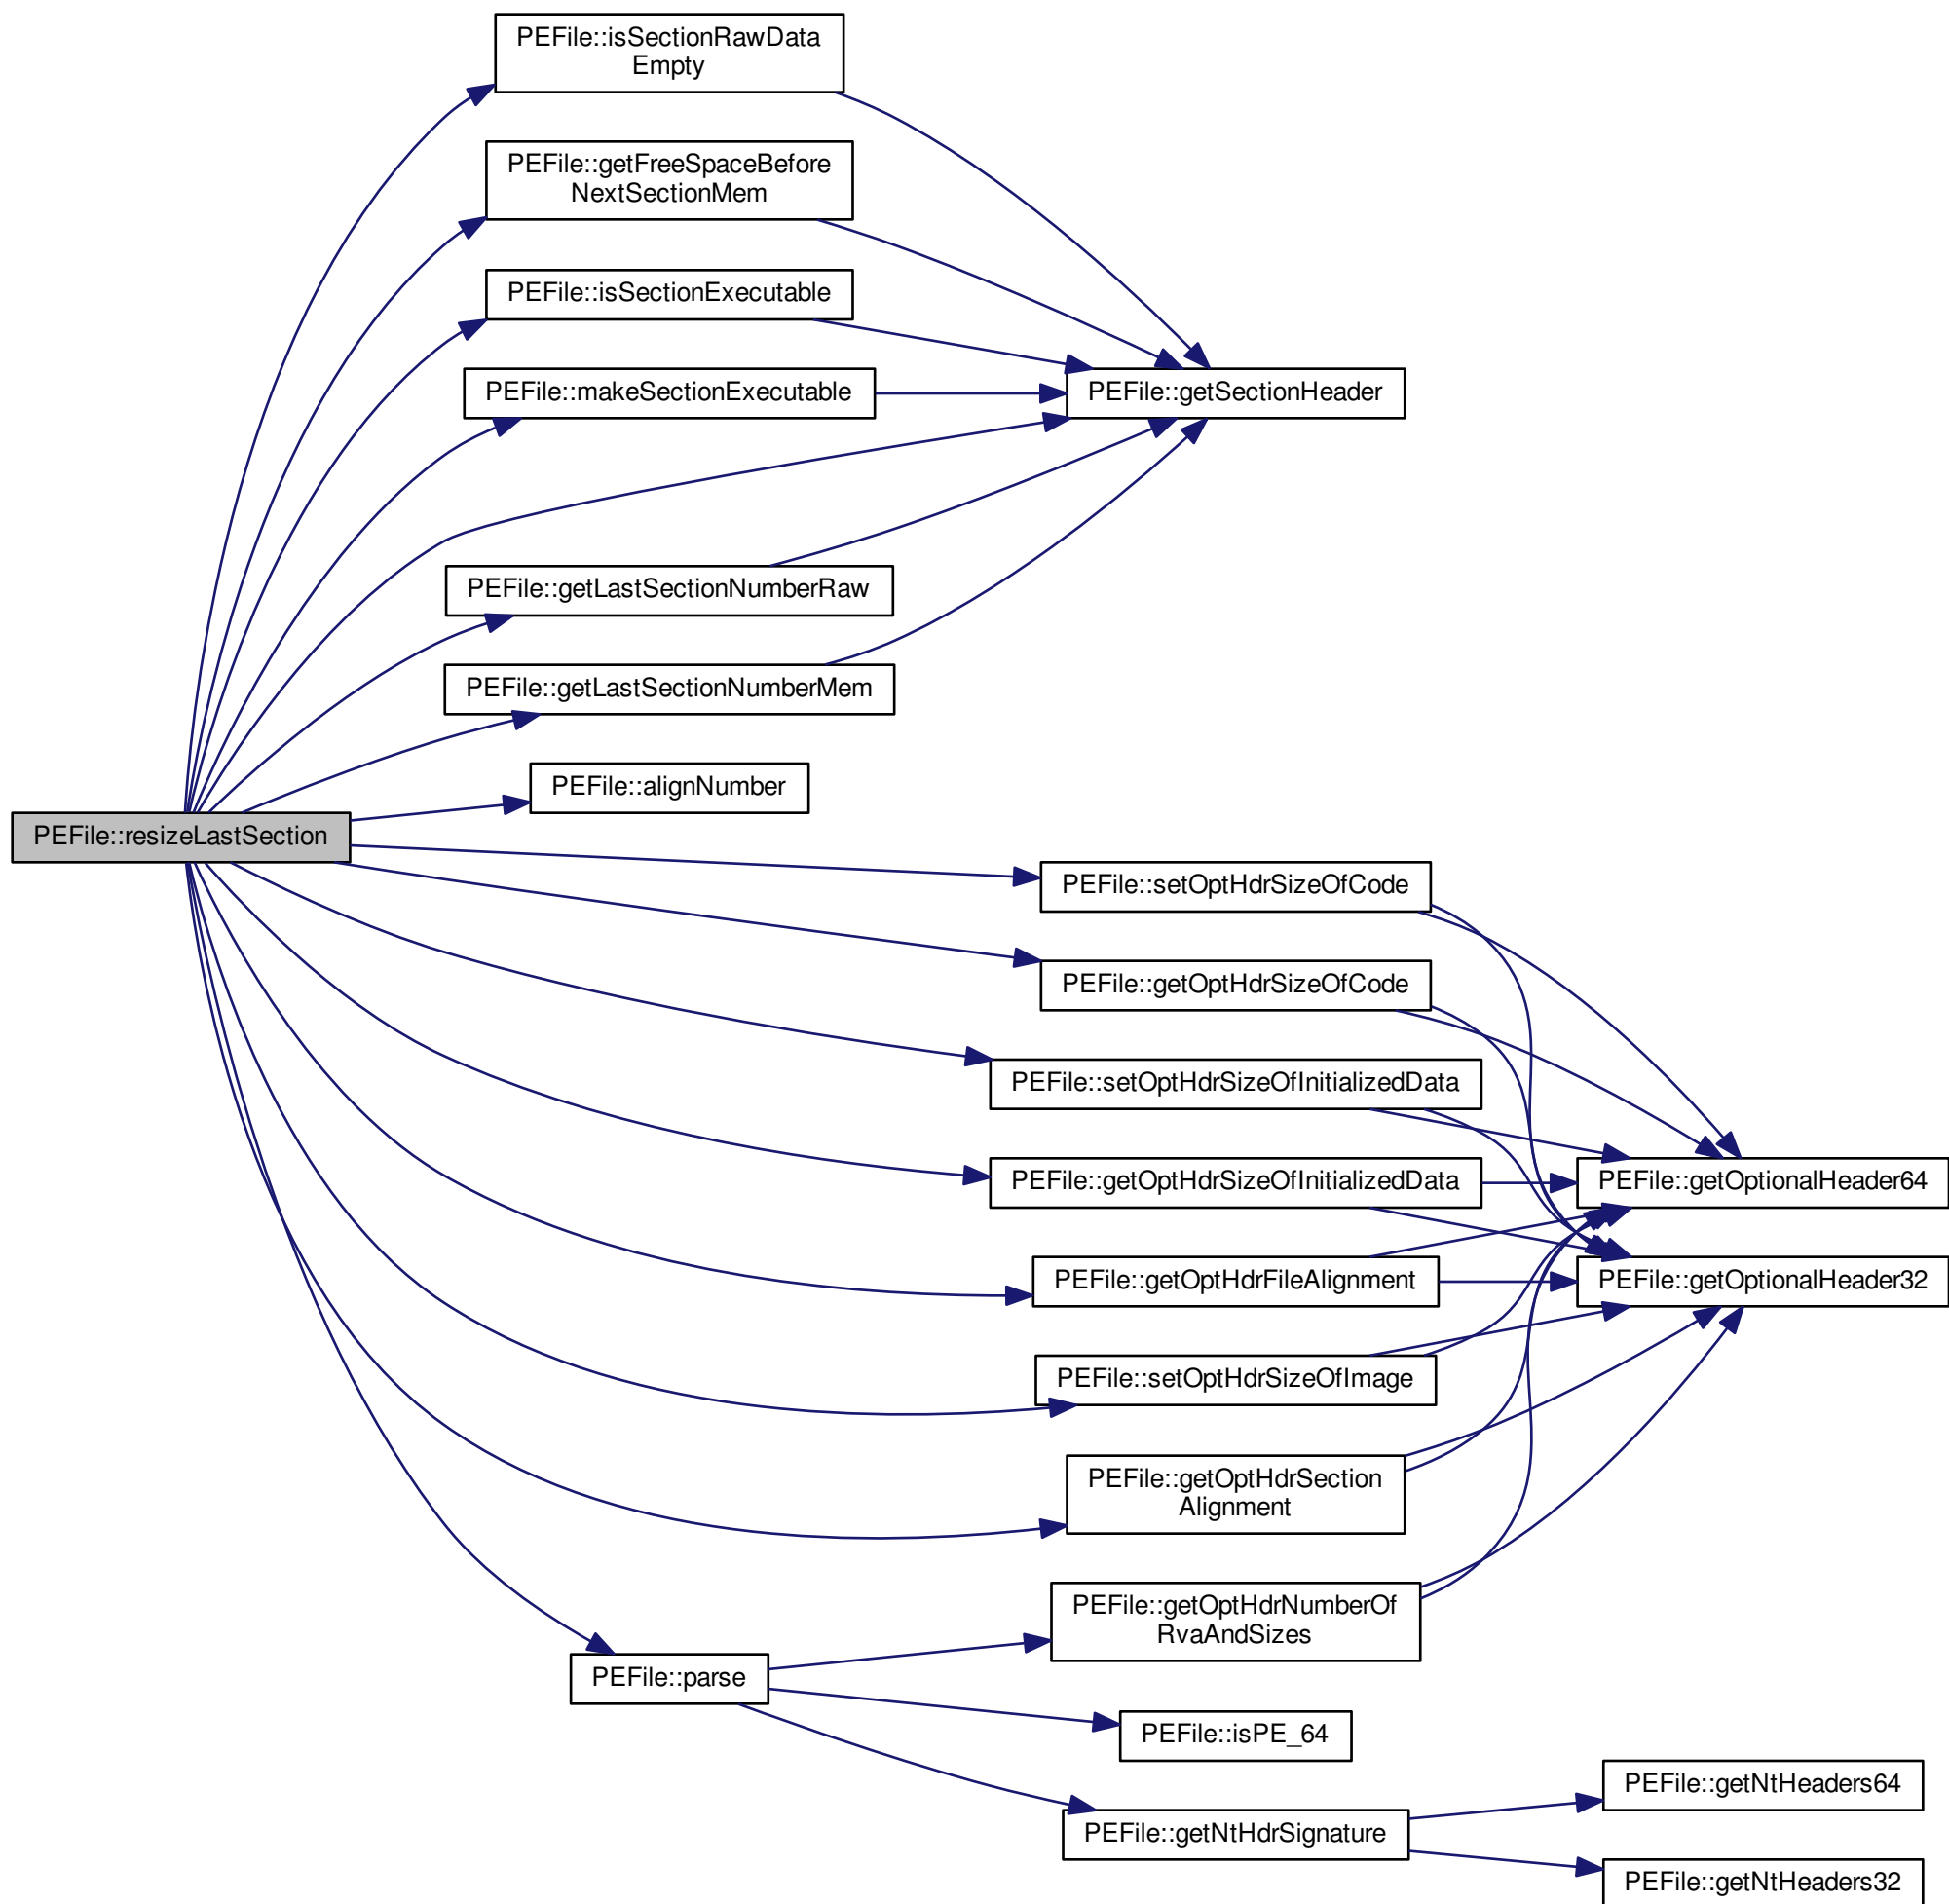 PEFile::isSectionRawData
Empty
PEFile::getFreeSpaceBefore
NextSectionMem
PEFile::isSectionExecutable
PEFile::makeSectionExecutable
PEFile::getSectionHeader
PEFile::getLastSectionNumberRaw
PEFile::getLastSectionNumberMem
PEFile::alignNumber
PEFile::resizeLastSection
PEFile::setOptHdrSizeOfCode
PEFile::getOptHdrSizeOfCode
PEFile::setOptHdrSizeOfInitializedData
PEFile::getOptHdrSizeOfInitializedData
PEFile::getOptionalHeader64
PEFile::getOptHdrFileAlignment
PEFile::getOptionalHeader32
PEFile::setOptHdrSizeOfImage
PEFile::getOptHdrSection
Alignment
PEFile::getOptHdrNumberOf
RvaAndSizes
PEFile::parse
PEFile::isPE_64
PEFile::getNtHeaders64
PEFile::getNtHdrSignature
PEFile::getNtHeaders32